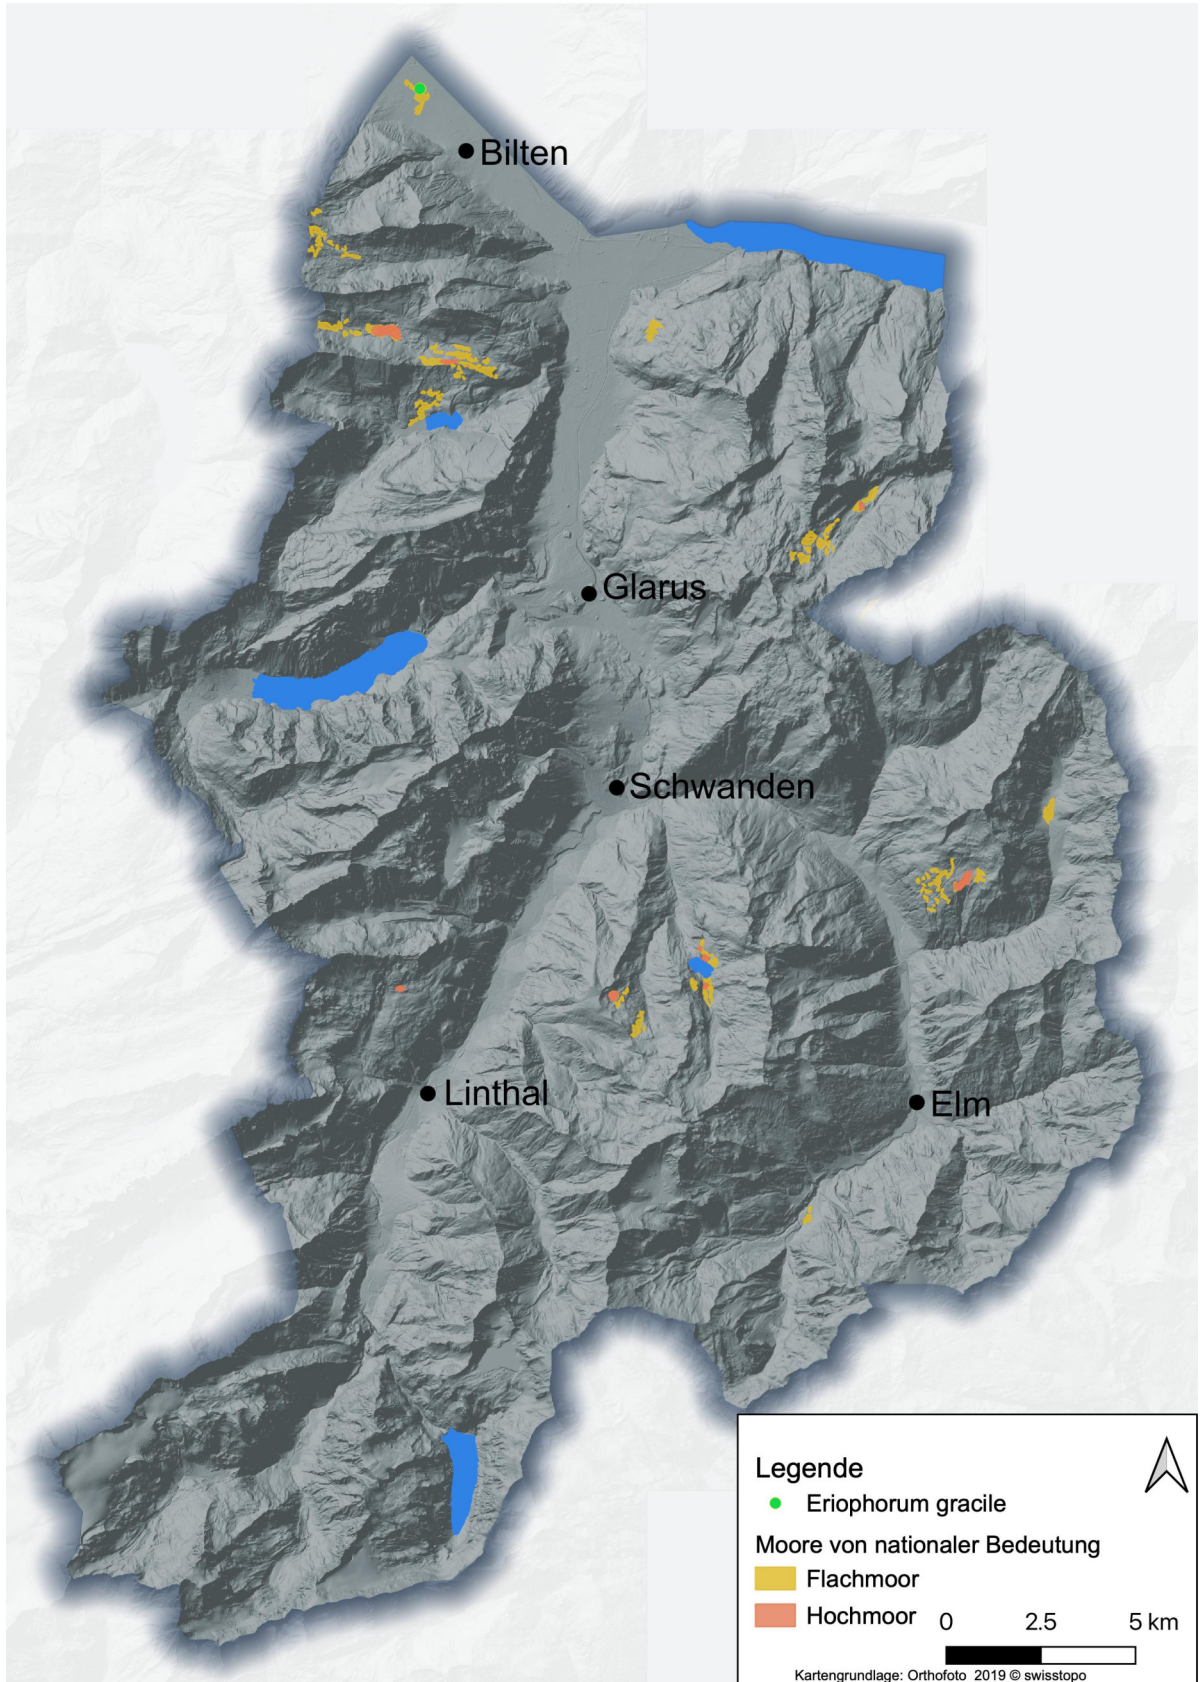 Bilten
Glarus
Schwanden
Linthal
Elm
Legende
Eriophorum gracile
Moore von nationaler Bedeutung
Flachmoor
Hochmoor
0 2.5 5 km
Kartengrundlage: Orthofoto 2019 © swisstopo